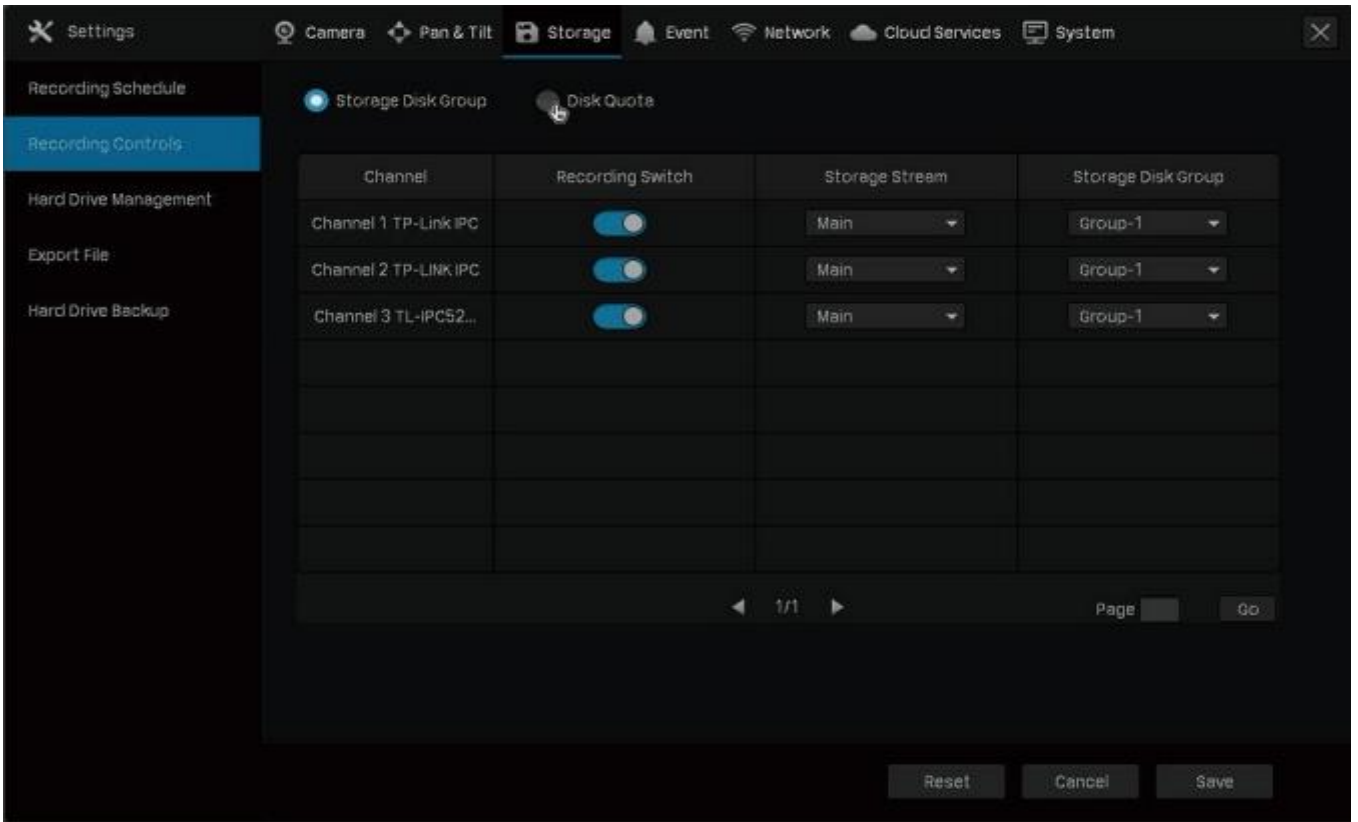 Settings
Camera Pan & Tilt Storage Event Network Cloud Services System
Recording Schedule
Recording Controls
Hard Drive Management
Export File
Hard Drive Backup
Storage Disk Group Disk Quota
Channel Recording Switch Storage Stream Storage Disk Group
Channel 1 TP-Link IPC Main Group-1
Channel 2 TP-LINK IPC Main Group-1
Channel 3 TL-IPC52... Main Group-1
1/1 Page Go
Reset Cancel Save